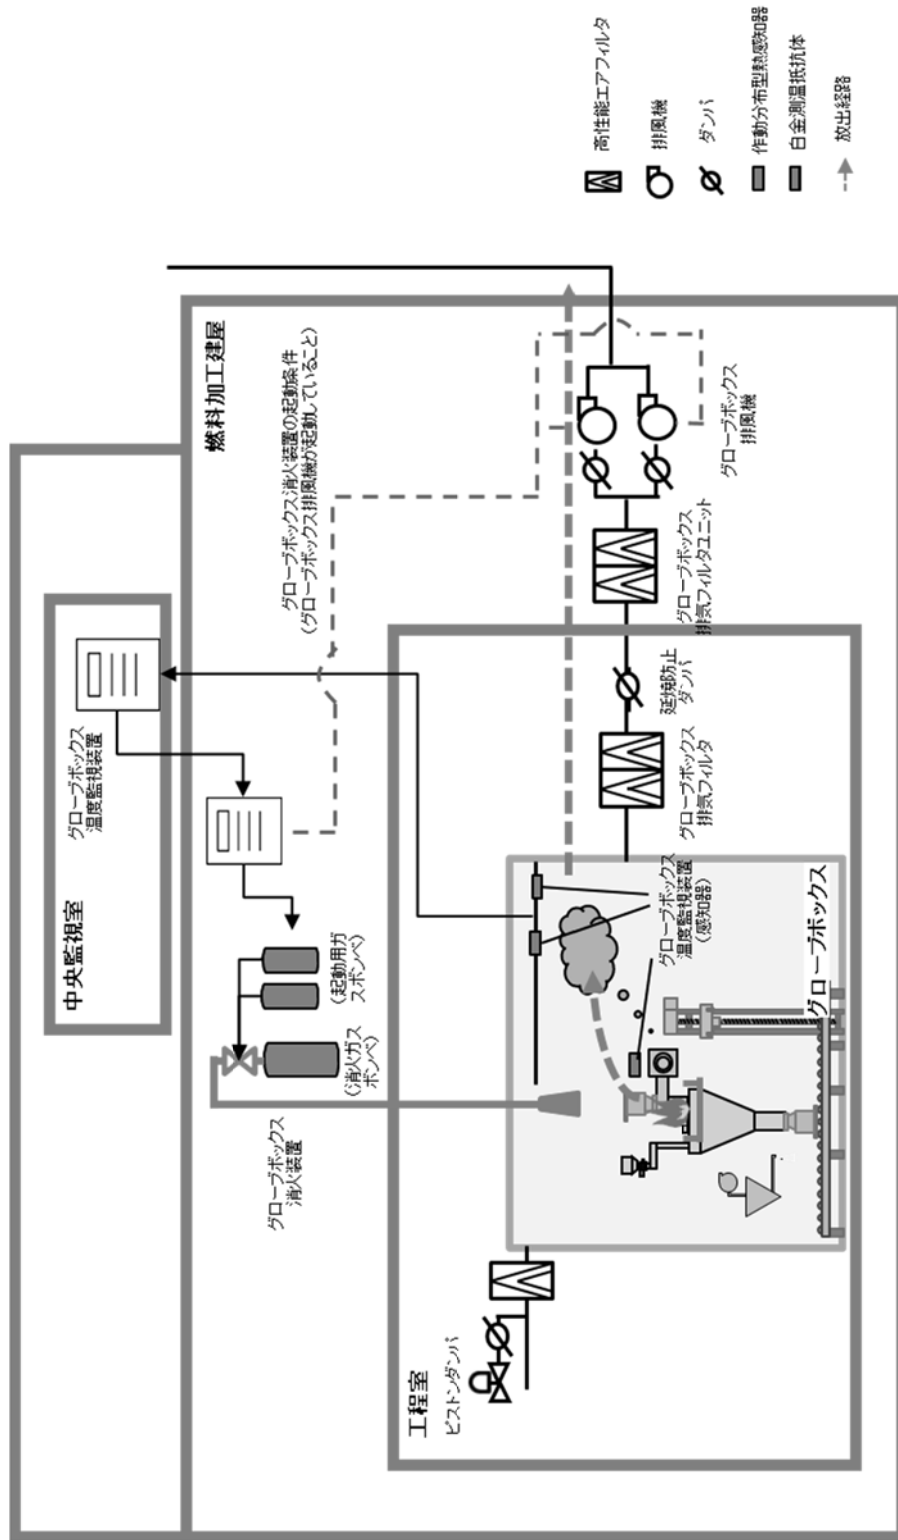 中央監視室
グローブボックス
温度監視装置
燃料加工建屋
グローブボックス消火装置の起動条件
(グローブボックス排風機が起動していること)
グローブボックス
消火装置
(消火ガス
ボンベ)
(起動用ガ
スボンベ)
工程室
ピストンダンパ
グローブボックス
温度監視装置
(感知器)
グローブボックス
グローブボックス
排気フィルタ
延焼防止
ダンパ
グローブボックス
排気フィルタユニット
グローブボックス
排風機
高性能エアフィルタ
排風機
ダンパ
作動分布型熱感知器
白金測温抵抗体
放出経路